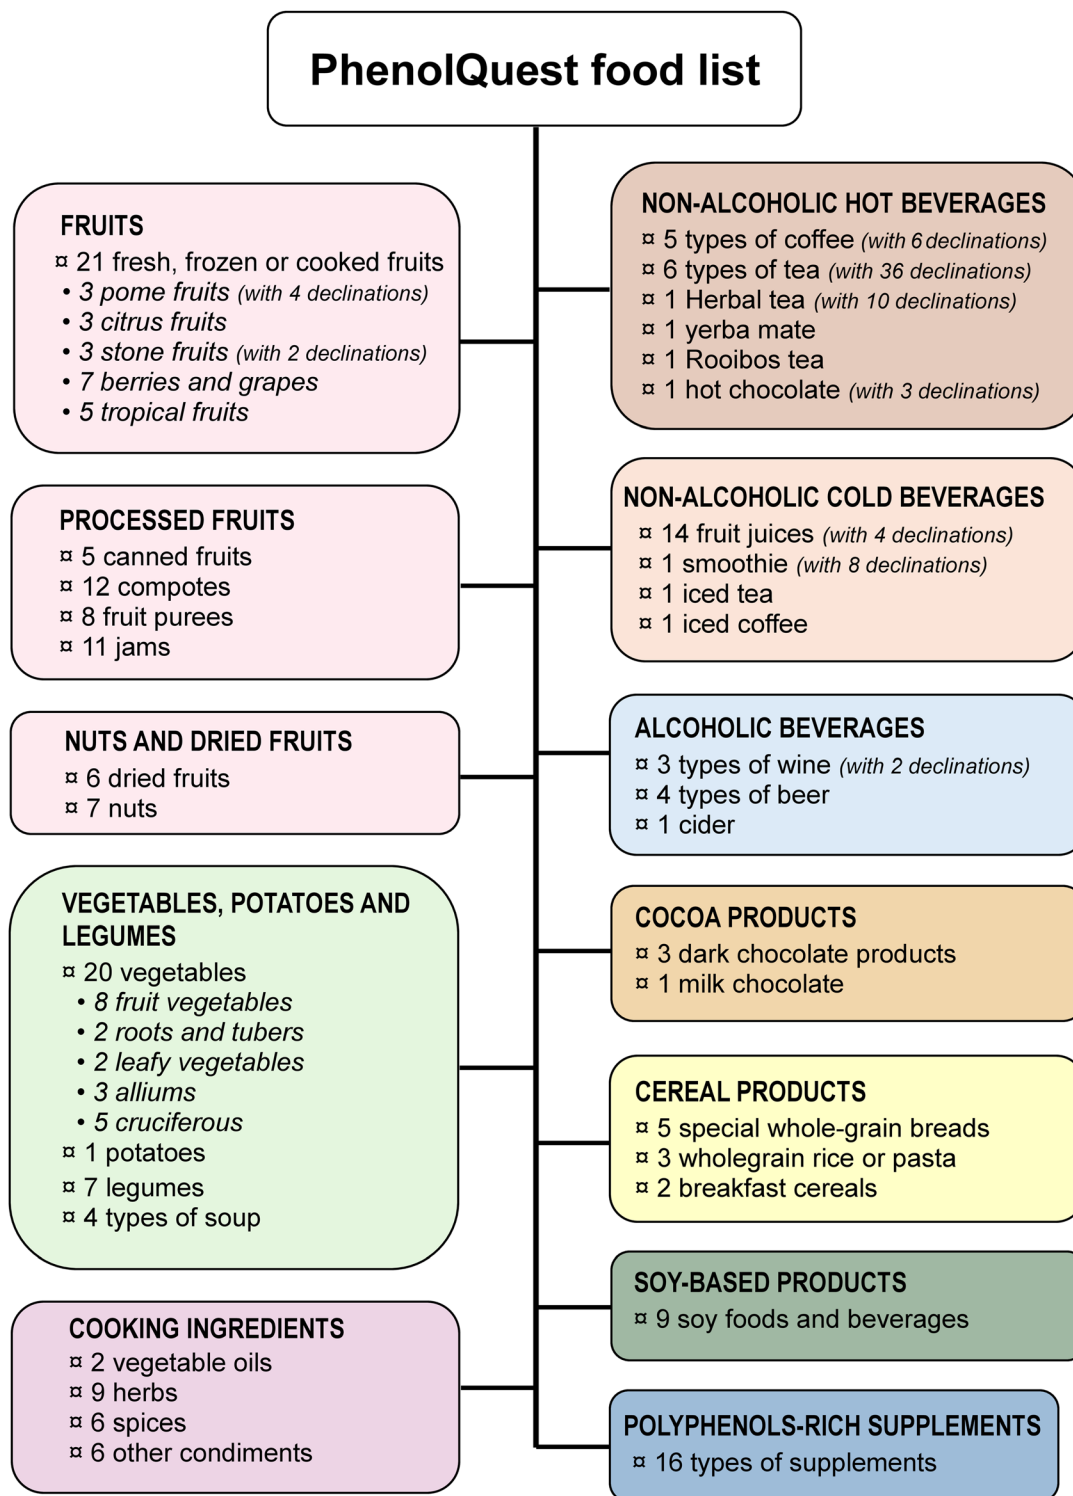 PhenolQuest food list
FRUITS
¤ 21 fresh, frozen or cooked fruits
• 3 pome fruits (with 4 declinations)
• 3 citrus fruits
• 3 stone fruits (with 2 declinations)
• 7 berries and grapes
• 5 tropical fruits
PROCESSED FRUITS
¤ 5 canned fruits
¤ 12 compotes
¤ 8 fruit purees
¤ 11 jams
NUTS AND DRIED FRUITS
¤ 6 dried fruits
¤ 7 nuts
VEGETABLES, POTATOES AND
LEGUMES
¤ 20 vegetables
• 8 fruit vegetables
• 2 roots and tubers
• 2 leafy vegetables
• 3 alliums
• 5 cruciferous
¤ 1 potatoes
¤ 7 legumes
¤ 4 types of soup
COOKING INGREDIENTS
¤ 2 vegetable oils
¤ 9 herbs
¤ 6 spices
¤ 6 other condiments
NON-ALCOHOLIC HOT BEVERAGES
¤ 5 types of coffee (with 6 declinations)
¤ 6 types of tea (with 36 declinations)
¤ 1 Herbal tea (with 10 declinations)
¤ 1 yerba mate
¤ 1 Rooibos tea
¤ 1 hot chocolate (with 3 declinations)
NON-ALCOHOLIC COLD BEVERAGES
¤ 14 fruit juices (with 4 declinations)
¤ 1 smoothie (with 8 declinations)
¤ 1 iced tea
¤ 1 iced coffee
ALCOHOLIC BEVERAGES
¤ 3 types of wine (with 2 declinations)
¤ 4 types of beer
¤ 1 cider
COCOA PRODUCTS
¤ 3 dark chocolate products
¤ 1 milk chocolate
CEREAL PRODUCTS
¤ 5 special whole-grain breads
¤ 3 wholegrain rice or pasta
¤ 2 breakfast cereals
SOY-BASED PRODUCTS
¤ 9 soy foods and beverages
POLYPHENOLS-RICH SUPPLEMENTS
¤ 16 types of supplements